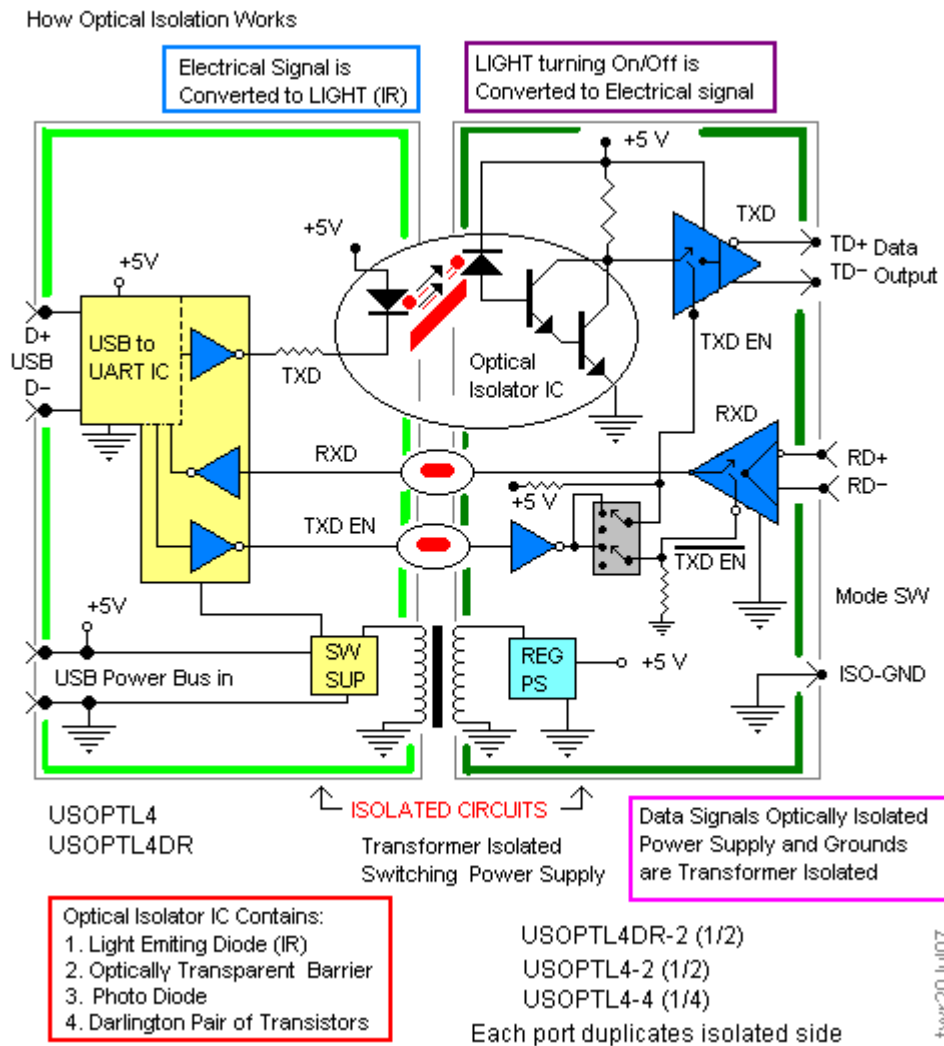 How Optical Isolation Works
Electrical Signal is
Converted to LIGHT (IR)
LIGHT turning On/Off is
Converted to Electrical signal
+5 V
+5V
TXD
TD+ Data
TD− Output
+5V
D+
USB
D−
USB to
UART IC
TXD
Optical
Isolator IC
TXD EN
RXD
RXD
RD+
RD−
+5 V
TXD EN
TXD EN
Mode SW
+5V
SW
SUP
REG
PS
+5 V
USB Power Bus in
ISO-GND
ISOLATED CIRCUITS
USOPTL4
USOPTL4DR
Transformer Isolated
Switching Power Supply
Data Signals Optically Isolated
Power Supply and Grounds
are Transformer Isolated
Optical Isolator IC Contains:
1. Light Emiting Diode (IR)
2. Optically Transparent Barrier
3. Photo Diode
4. Darlington Pair of Transistors
USOPTL4DR-2 (1/2)
USOPTL4-2 (1/2)
USOPTL4-4 (1/4)
Each port duplicates isolated side